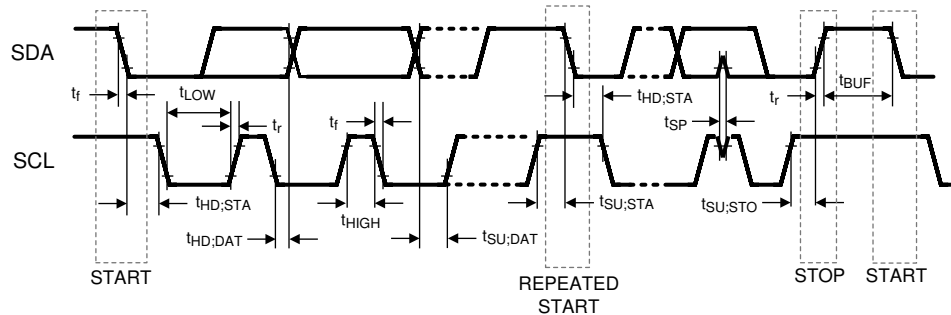 SDA
t_f
t_LOW
t_r
t_f
t_HD;STA
t_SP
t_r
t_BUF
SCL
t_HD;STA
t_HD;DAT
t_HIGH
t_SU;DAT
t_SU;STA
t_SU;STO
START
REPEATED
START
STOP
START